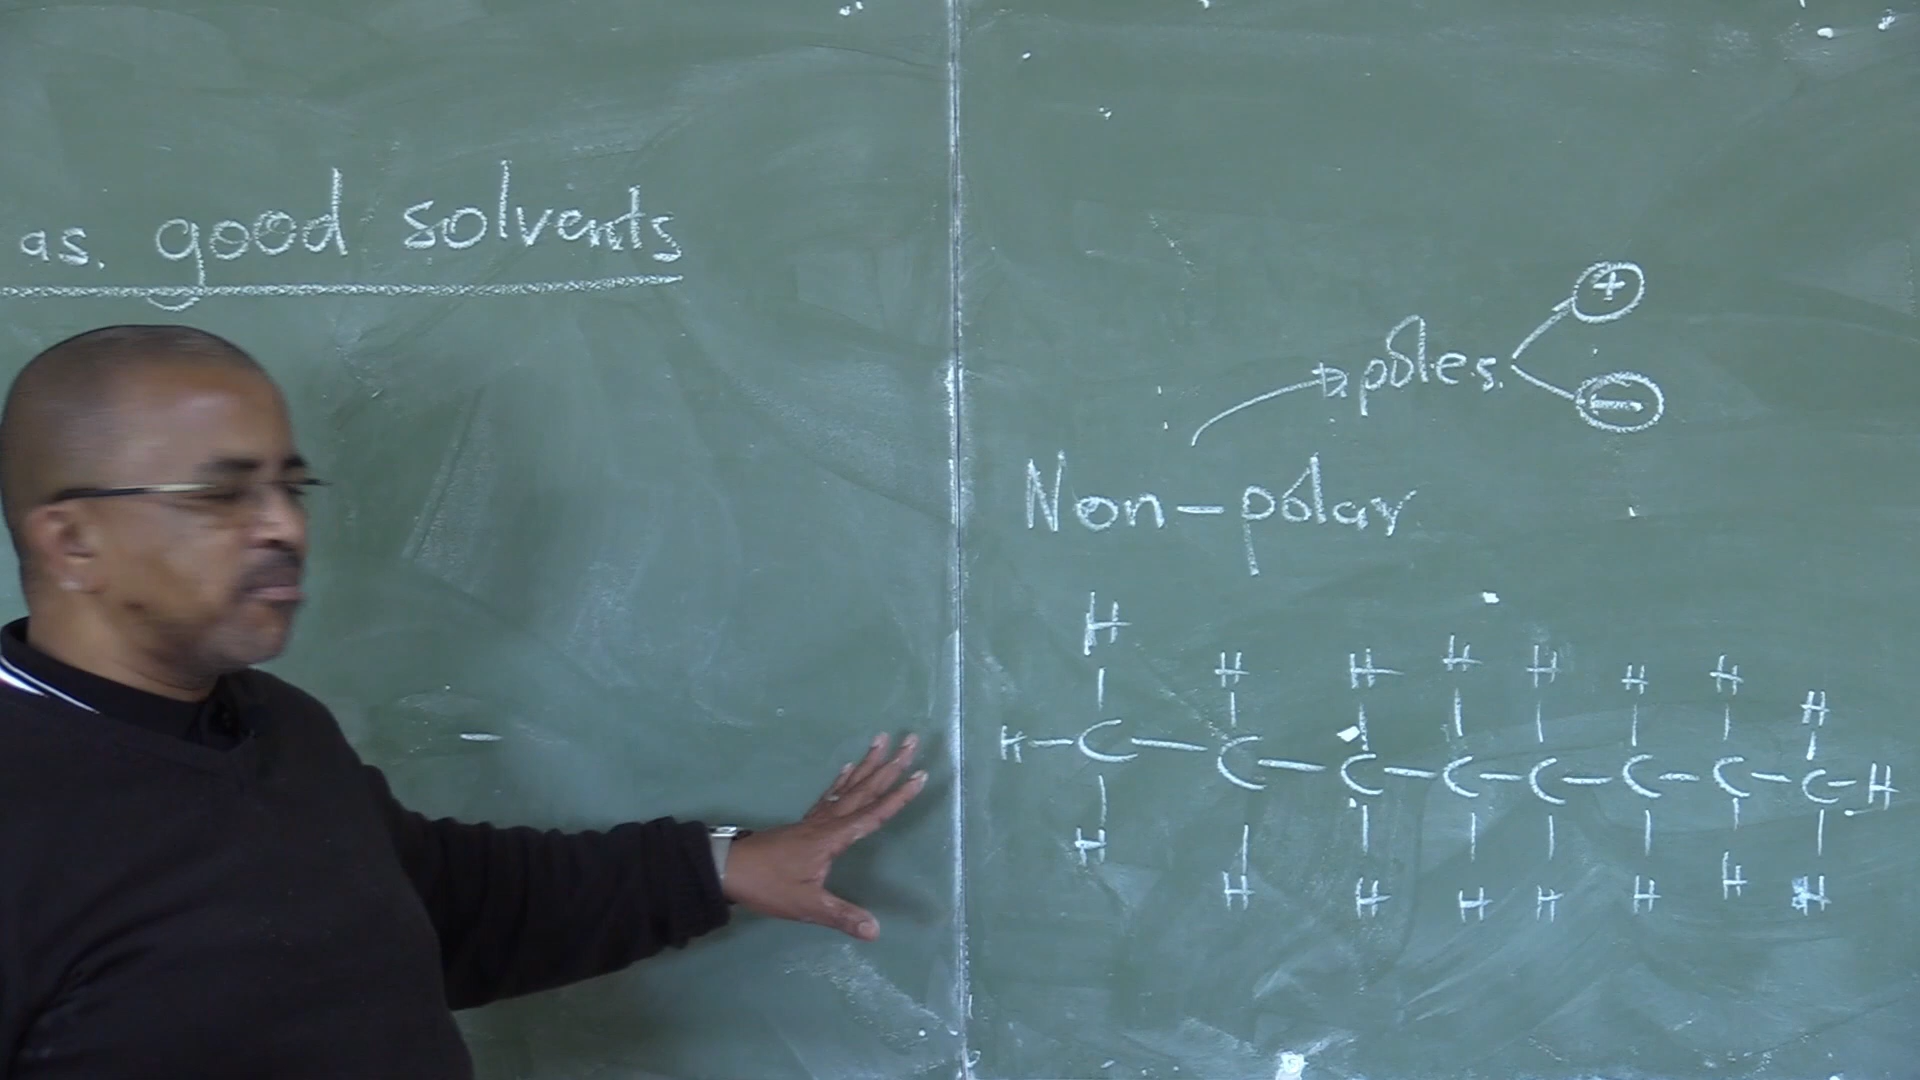 as. good solvents
+
poles.
−
Non-polar
H H H H H H H H
H-C-C-C-C-C-C-C-C-H
H H H H H H H H